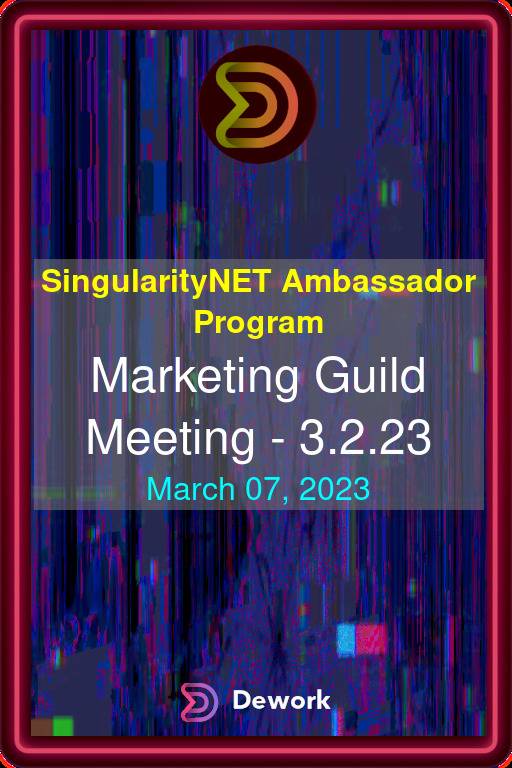 SingularityNET Ambassador
Program
Marketing Guild
Meeting - 3.2.23
March 07, 2023
Dework